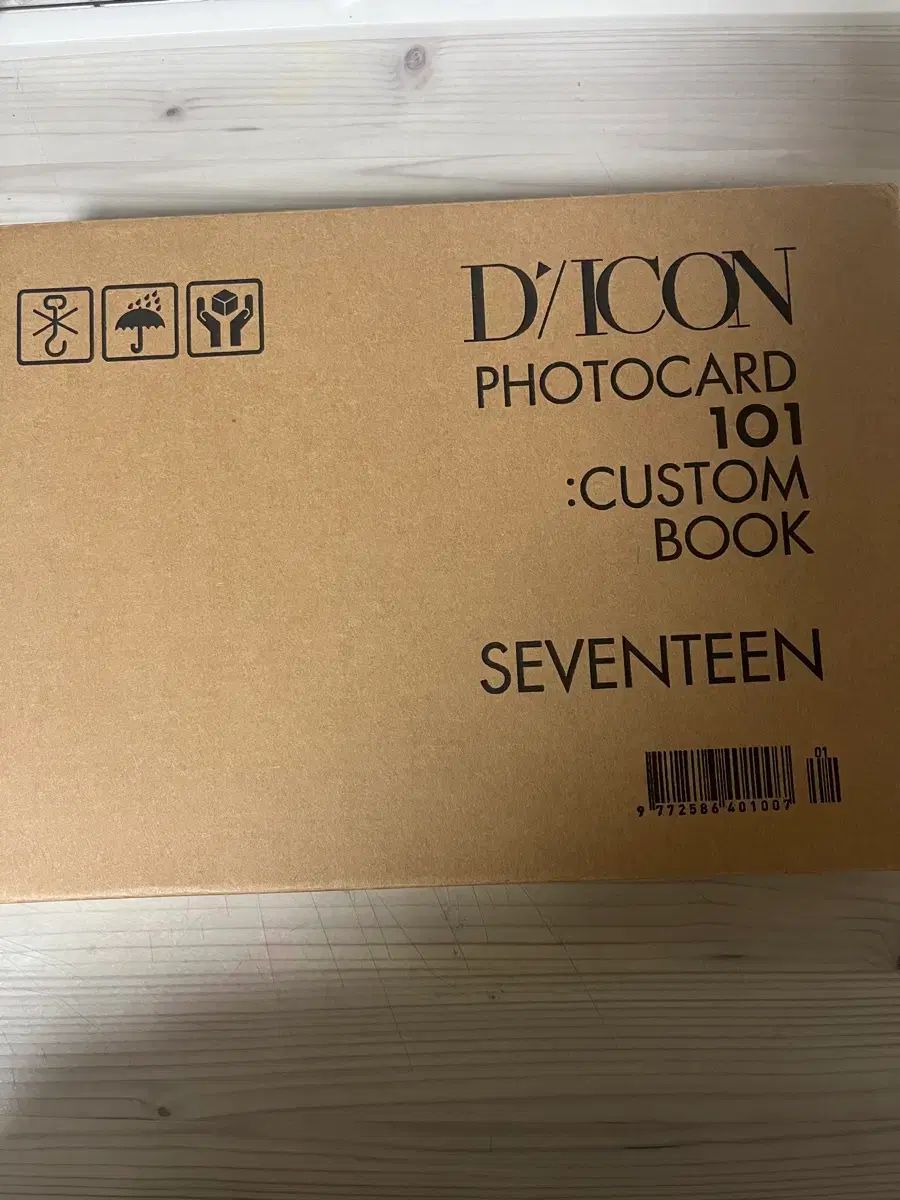 D'/ICON
PHOTOCARD
101
:CUSTOM
BOOK
SEVENTEEN
01
9 772586 401007